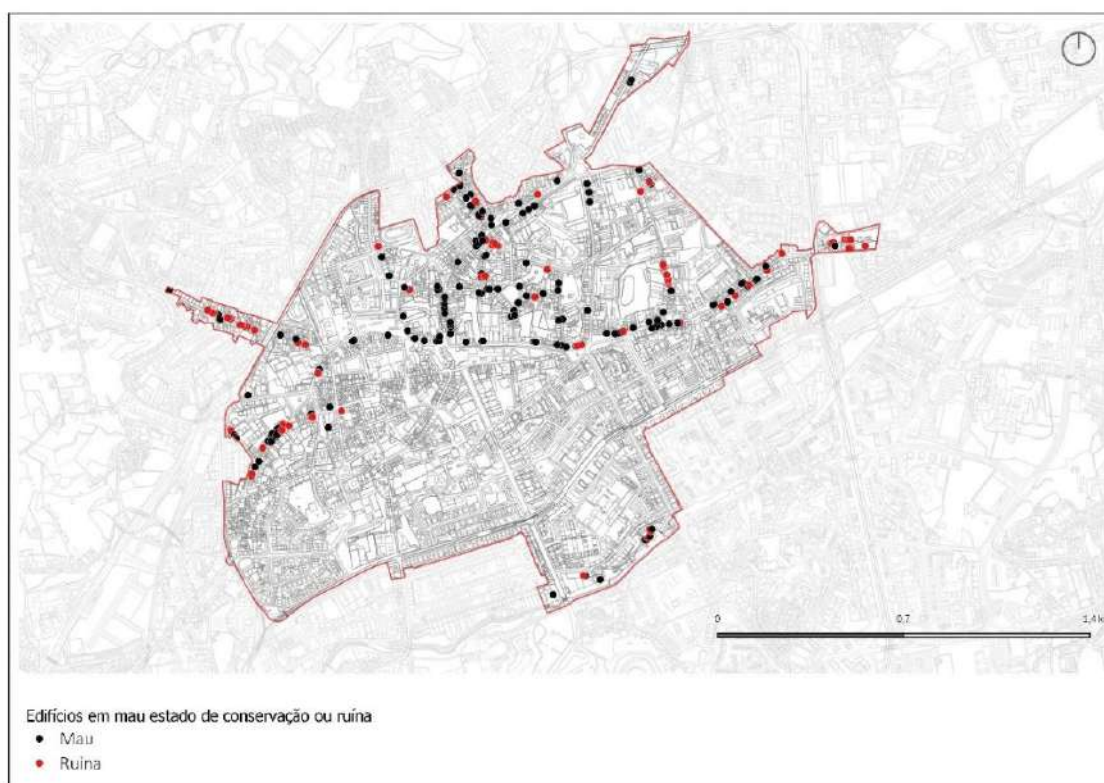 0 0,7 1,4 k
Edifícios em mau estado de conservação ou ruína
Mau
Ruína